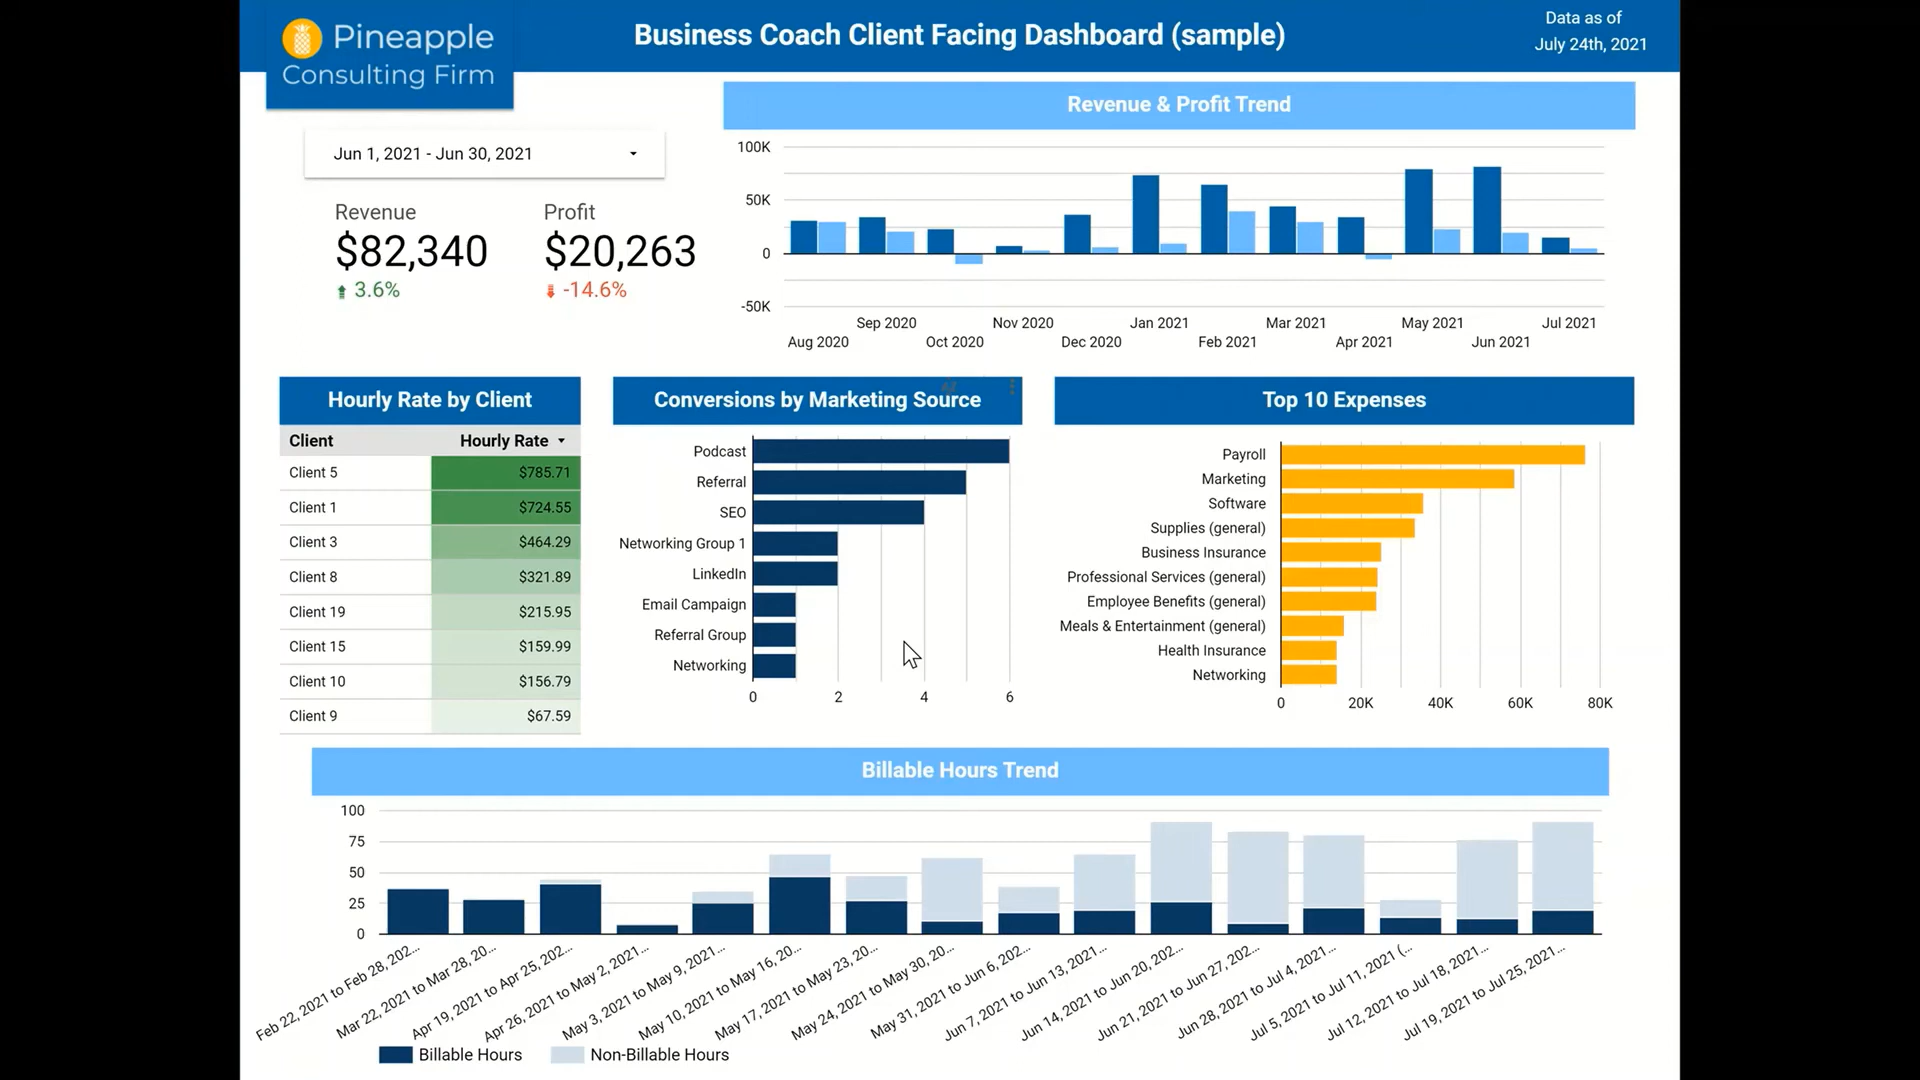 Pineapple
Consulting Firm
Business Coach Client Facing Dashboard (sample)
Data as of
July 24th, 2021
Jun 1, 2021 - Jun 30, 2021
Revenue
$82,340
3.6%
Profit
$20,263
-14.6%
Revenue & Profit Trend
100K
50K
0
-50K
Aug 2020
Sep 2020
Oct 2020
Nov 2020
Dec 2020
Jan 2021
Feb 2021
Mar 2021
Apr 2021
May 2021
Jun 2021
Jul 2021
Hourly Rate by Client
Client Hourly Rate
Client 5 $785.71
Client 1 $724.55
Client 3 $464.29
Client 8 $321.89
Client 19 $215.95
Client 15 $159.99
Client 10 $156.79
Client 9 $67.59
Conversions by Marketing Source
Podcast
Referral
SEO
Networking Group 1
LinkedIn
Email Campaign
Referral Group
Networking
0 2 4 6
Top 10 Expenses
Payroll
Marketing
Software
Supplies (general)
Business Insurance
Professional Services (general)
Employee Benefits (general)
Meals & Entertainment (general)
Health Insurance
Networking
0 20K 40K 60K 80K
Billable Hours Trend
100
75
50
25
0
Feb 22, 2021 to Feb 28, 202...
Mar 22, 2021 to Mar 28, 20...
Apr 19, 2021 to Apr 25, 202...
Apr 26, 2021 to May 2, 2021...
May 3, 2021 to May 9, 2021...
May 10, 2021 to May 16, 20...
May 17, 2021 to May 23, 20...
May 24, 2021 to May 30, 20...
May 31, 2021 to Jun 6, 202...
Jun 7, 2021 to Jun 13, 2021...
Jun 14, 2021 to Jun 20, 202...
Jun 21, 2021 to Jun 27, 202...
Jun 28, 2021 to Jul 4, 2021...
Jul 5, 2021 to Jul 11, 2021 (...
Jul 12, 2021 to Jul 18, 2021...
Jul 19, 2021 to Jul 25, 2021...
Billable Hours
Non-Billable Hours